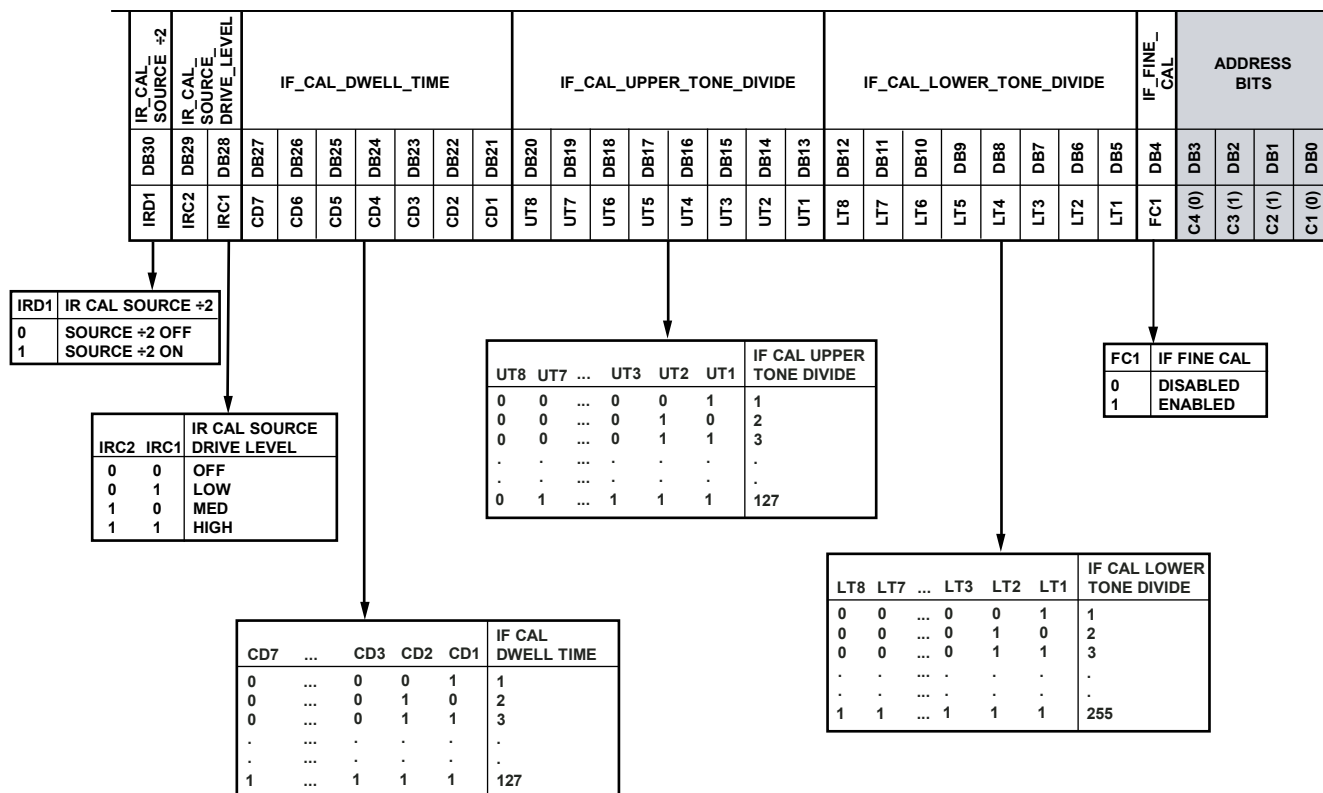 IR_CAL_
SOURCE ÷2
IR_CAL_
SOURCE_
DRIVE_LEVEL
IF_CAL_DWELL_TIME
IF_CAL_UPPER_TONE_DIVIDE
IF_CAL_LOWER_TONE_DIVIDE
IF_FINE_
CAL
ADDRESS
BITS
DB30 DB29 DB28 DB27 DB26 DB25 DB24 DB23 DB22 DB21 DB20 DB19 DB18 DB17 DB16 DB15 DB14 DB13 DB12 DB11 DB10 DB9 DB8 DB7 DB6 DB5 DB4 DB3 DB2 DB1 DB0
IRD1 IRC2 IRC1 CD7 CD6 CD5 CD4 CD3 CD2 CD1 UT8 UT7 UT6 UT5 UT4 UT3 UT2 UT1 LT8 LT7 LT6 LT5 LT4 LT3 LT2 LT1 FC1 C4 (0) C3 (1) C2 (1) C1 (0)
IRD1 IR CAL SOURCE ÷2
0 SOURCE ÷2 OFF
1 SOURCE ÷2 ON
IR CAL SOURCE
IRC2 IRC1 DRIVE LEVEL
0 0 OFF
0 1 LOW
1 0 MED
1 1 HIGH
IF CAL
CD7 ... CD3 CD2 CD1 DWELL TIME
0 ... 0 0 1 1
0 ... 0 1 0 2
0 ... 0 1 1 3
. ... . . . .
. ... . . . .
1 ... 1 1 1 127
IF CAL UPPER
UT8 UT7 ... UT3 UT2 UT1 TONE DIVIDE
0 0 ... 0 0 1 1
0 0 ... 0 1 0 2
0 0 ... 0 1 1 3
. . ... . . . .
. . ... . . . .
0 1 ... 1 1 1 127
IF CAL LOWER
LT8 LT7 ... LT3 LT2 LT1 TONE DIVIDE
0 0 ... 0 0 1 1
0 0 ... 0 1 0 2
0 0 ... 0 1 1 3
. . ... . . . .
. . ... . . . .
1 1 ... 1 1 1 255
FC1 IF FINE CAL
0 DISABLED
1 ENABLED